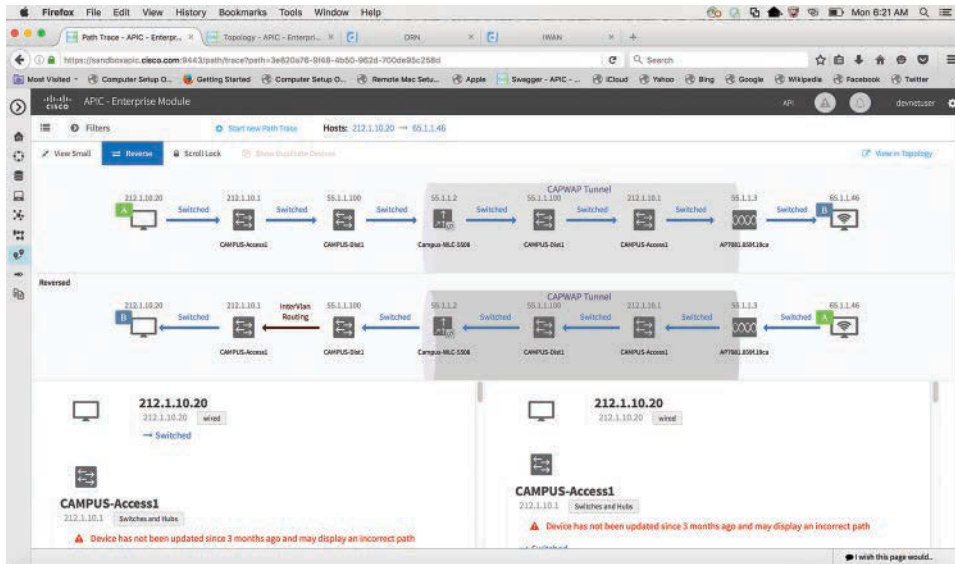 Firefox File Edit View History Bookmarks Tools Window Help Mon 6:21 AM
Path Trace - APIC - Enterpr... Topology - APIC - Enterpri... DRN IWAN
Search
Most Visited Computer Setup O... Getting Started Computer Setup O... Remote Mac Setu... Apple Swagger - APIC - ... iCloud Yahoo Bing Google Wikipedia Facebook Twitter
CISCO APIC - Enterprise Module API devnetuser
Filters Start new Path Trace Hosts: 212.1.10.20 → 65.1.1.46
View Small Reverse Scroll Lock Show Duplicate Devices View in Topology
CAPWAP Tunnel
212.1.10.20 212.1.10.1 55.1.1.100 55.1.1.2 55.1.1.100 212.1.10.1 55.1.1.3 65.1.1.46
A Switched Switched Switched Switched Switched Switched Switched B
CAMPUS-Access1 CAMPUS-Dist1 Campus-WLC-5508 CAMPUS-Dist1 CAMPUS-Access1
Reversed
CAPWAP Tunnel
212.1.10.20 212.1.10.1 InterVlan Routing 55.1.1.100 55.1.1.2 55.1.1.100 212.1.10.1 55.1.1.3 65.1.1.46
B Switched Switched Switched Switched Switched Switched A
CAMPUS-Access1 CAMPUS-Dist1 Campus-WLC-5508 CAMPUS-Dist1 CAMPUS-Access1
212.1.10.20
212.1.10.20 wired
→ Switched
CAMPUS-Access1
212.1.10.1 Switches and Hubs
Device has not been updated since 3 months ago and may display an incorrect path
212.1.10.20
212.1.10.20 wired
CAMPUS-Access1
212.1.10.1 Switches and Hubs
Device has not been updated since 3 months ago and may display an incorrect path
I wish this page would...